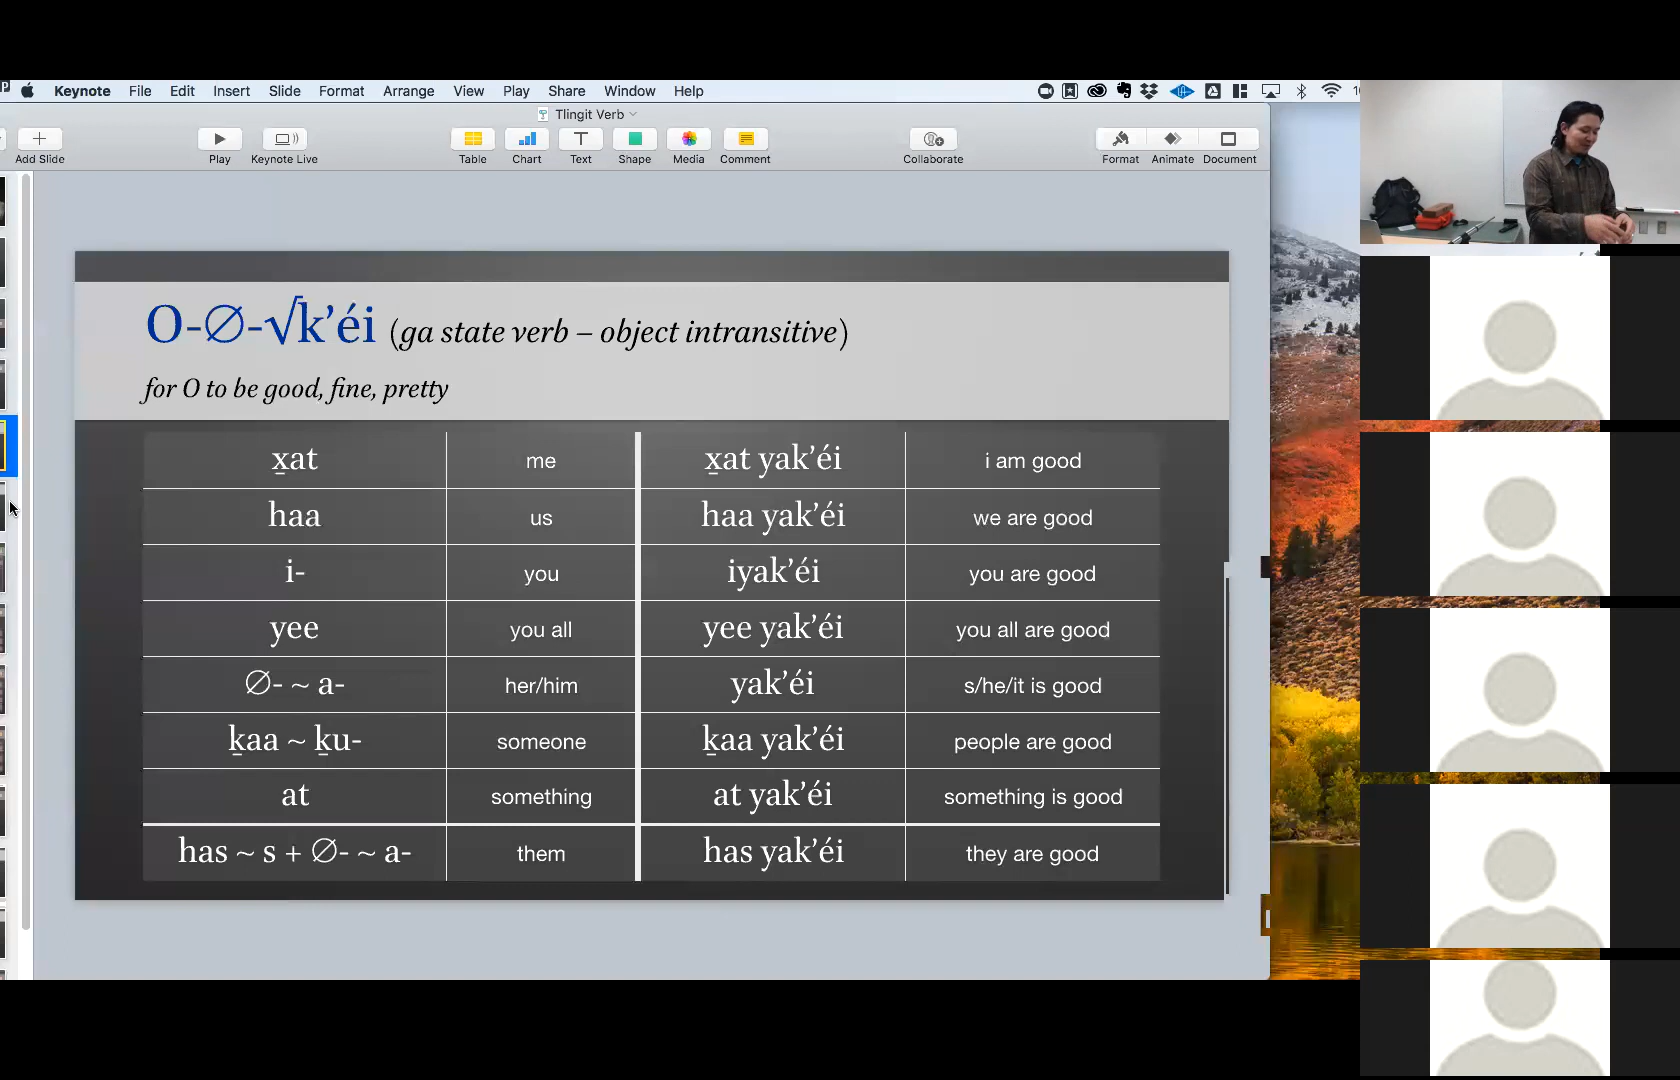 Keynote File Edit Insert Slide Format Arrange View Play Share Window Help
Tlingit Verb
Add Slide Play Keynote Live Table Chart Text Shape Media Comment Collaborate Format Animate Document
O-∅-√k’éi (ga state verb – object intransitive)
for O to be good, fine, pretty
x̱at me x̱at yak’éi i am good
haa us haa yak’éi we are good
i- you iyak’éi you are good
yee you all yee yak’éi you all are good
∅- ~ a- her/him yak’éi s/he/it is good
ḵaa ~ ḵu- someone ḵaa yak’éi people are good
at something at yak’éi something is good
has ~ s + ∅- ~ a- them has yak’éi they are good